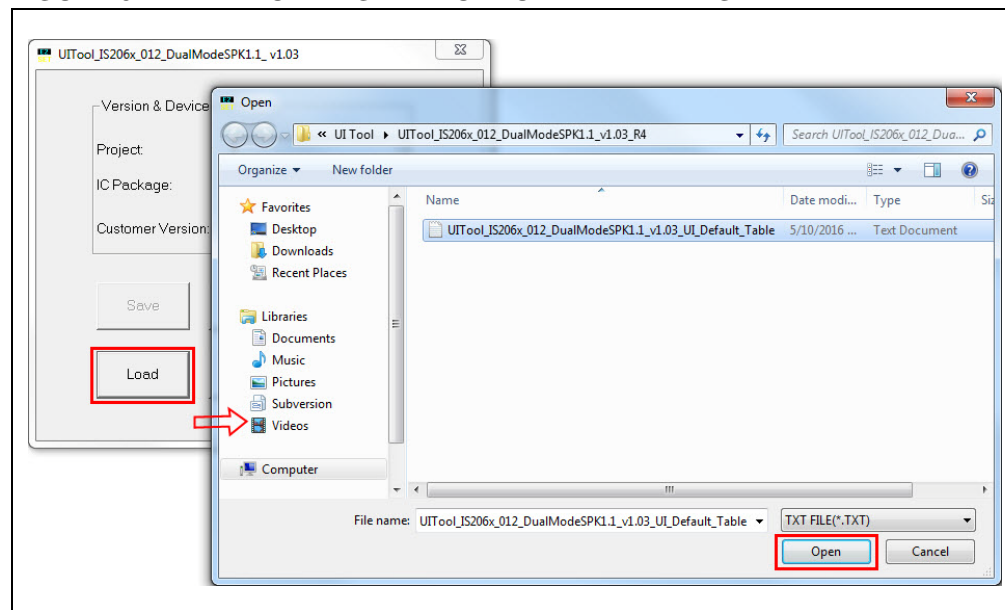 UITool_IS206x_012_DualModeSPK1.1_ v1.03
Version & Device
Project:
IC Package:
Customer Version:
Save
Load
Open
« UI Tool ▸ UITool_IS206x_012_DualModeSPK1.1_v1.03_R4
Search UITool_IS206x_012_Dua...
Organize
New folder
Favorites
Desktop
Downloads
Recent Places
Libraries
Documents
Music
Pictures
Subversion
Videos
Computer
Name Date modi... Type Siz
UITool_IS206x_012_DualModeSPK1.1_v1.03_UI_Default_Table 5/10/2016 ... Text Document
File name: UITool_IS206x_012_DualModeSPK1.1_v1.03_UI_Default_Table TXT FILE(*.TXT)
Open Cancel